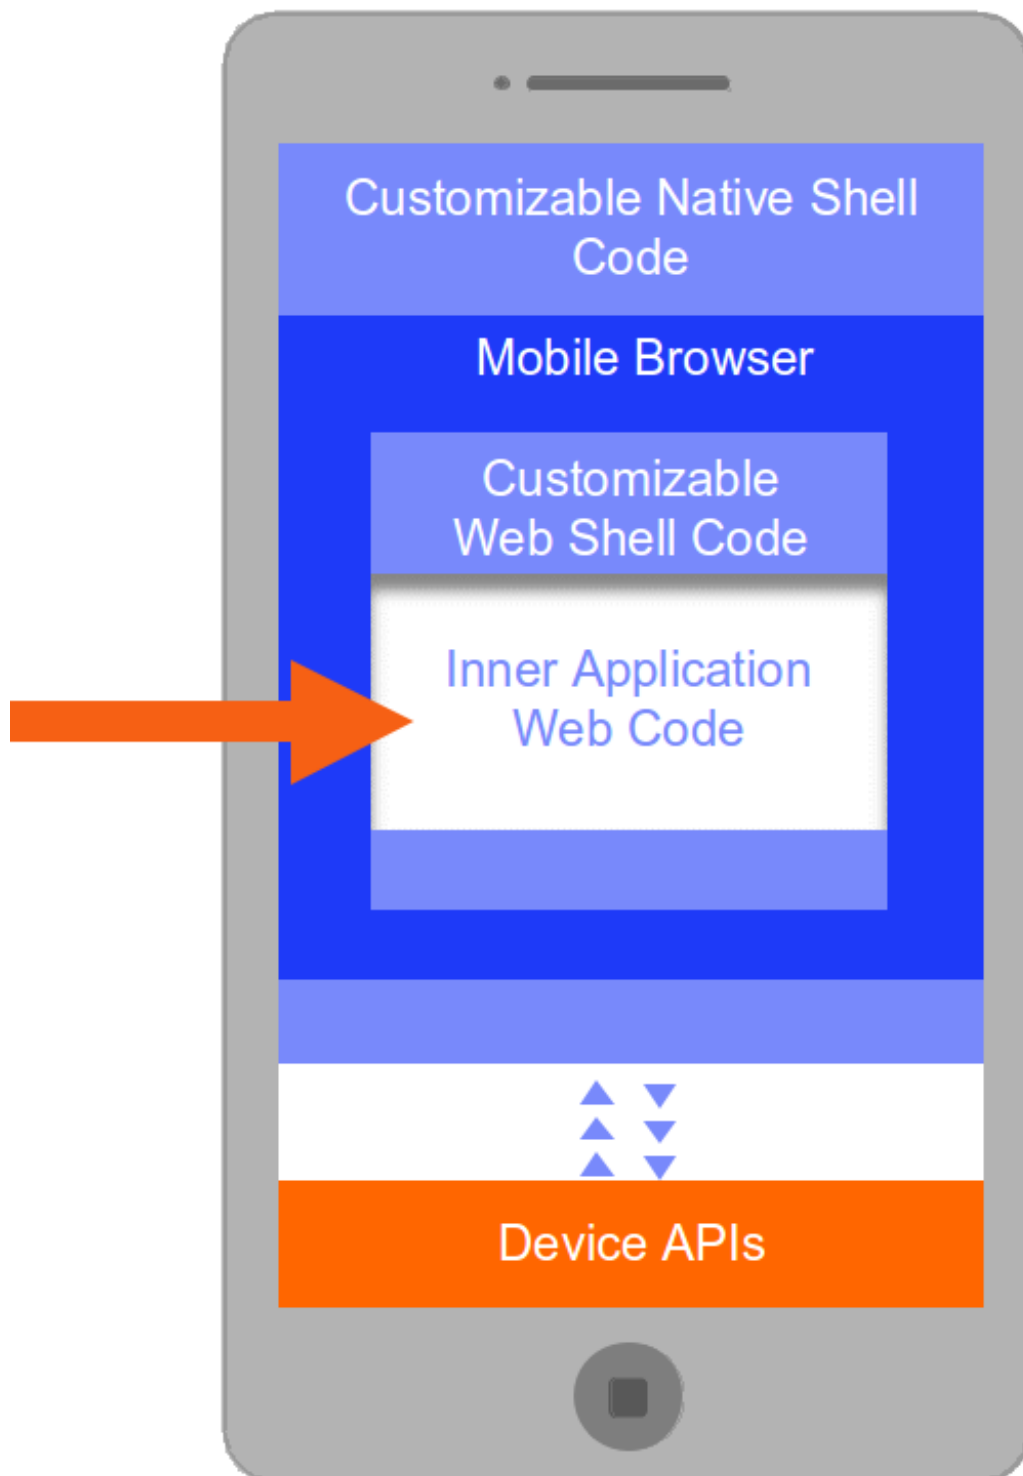 Customizable Native Shell
Code
Mobile Browser
Customizable
Web Shell Code
Inner Application
Web Code
Device APIs